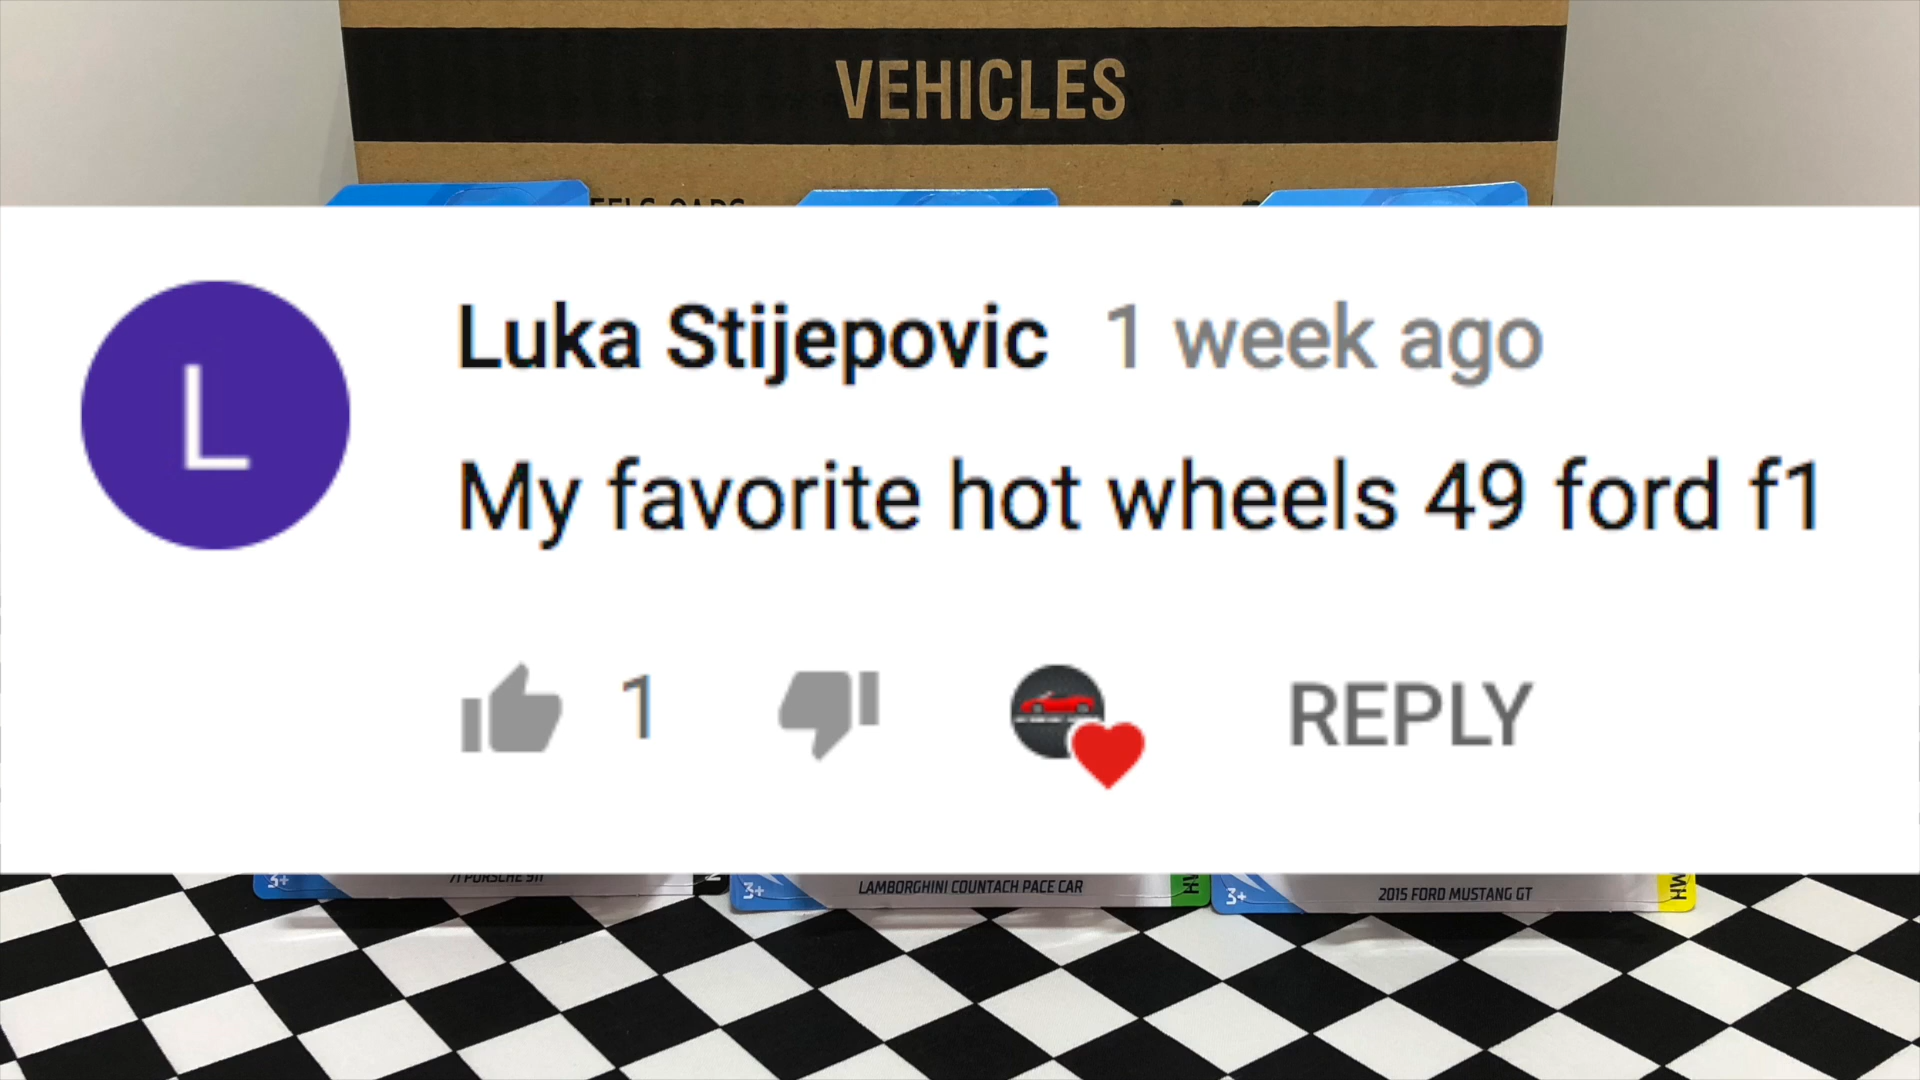 VEHICLES
L
Luka Stijepovic 1 week ago
My favorite hot wheels 49 ford f1
1
REPLY
3+
3+ LAMBORGHINI COUNTACH PACE CAR
3+ 2015 FORD MUSTANG GT